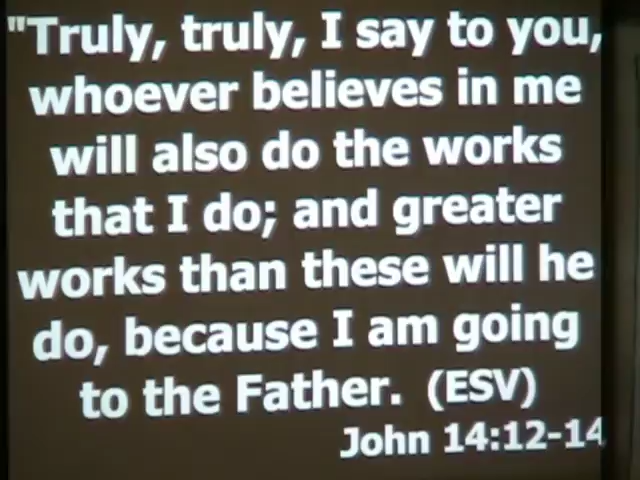 "Truly, truly, I say to you,
whoever believes in me
will also do the works
that I do; and greater
works than these will he
do, because I am going
to the Father. (ESV)
John 14:12-14